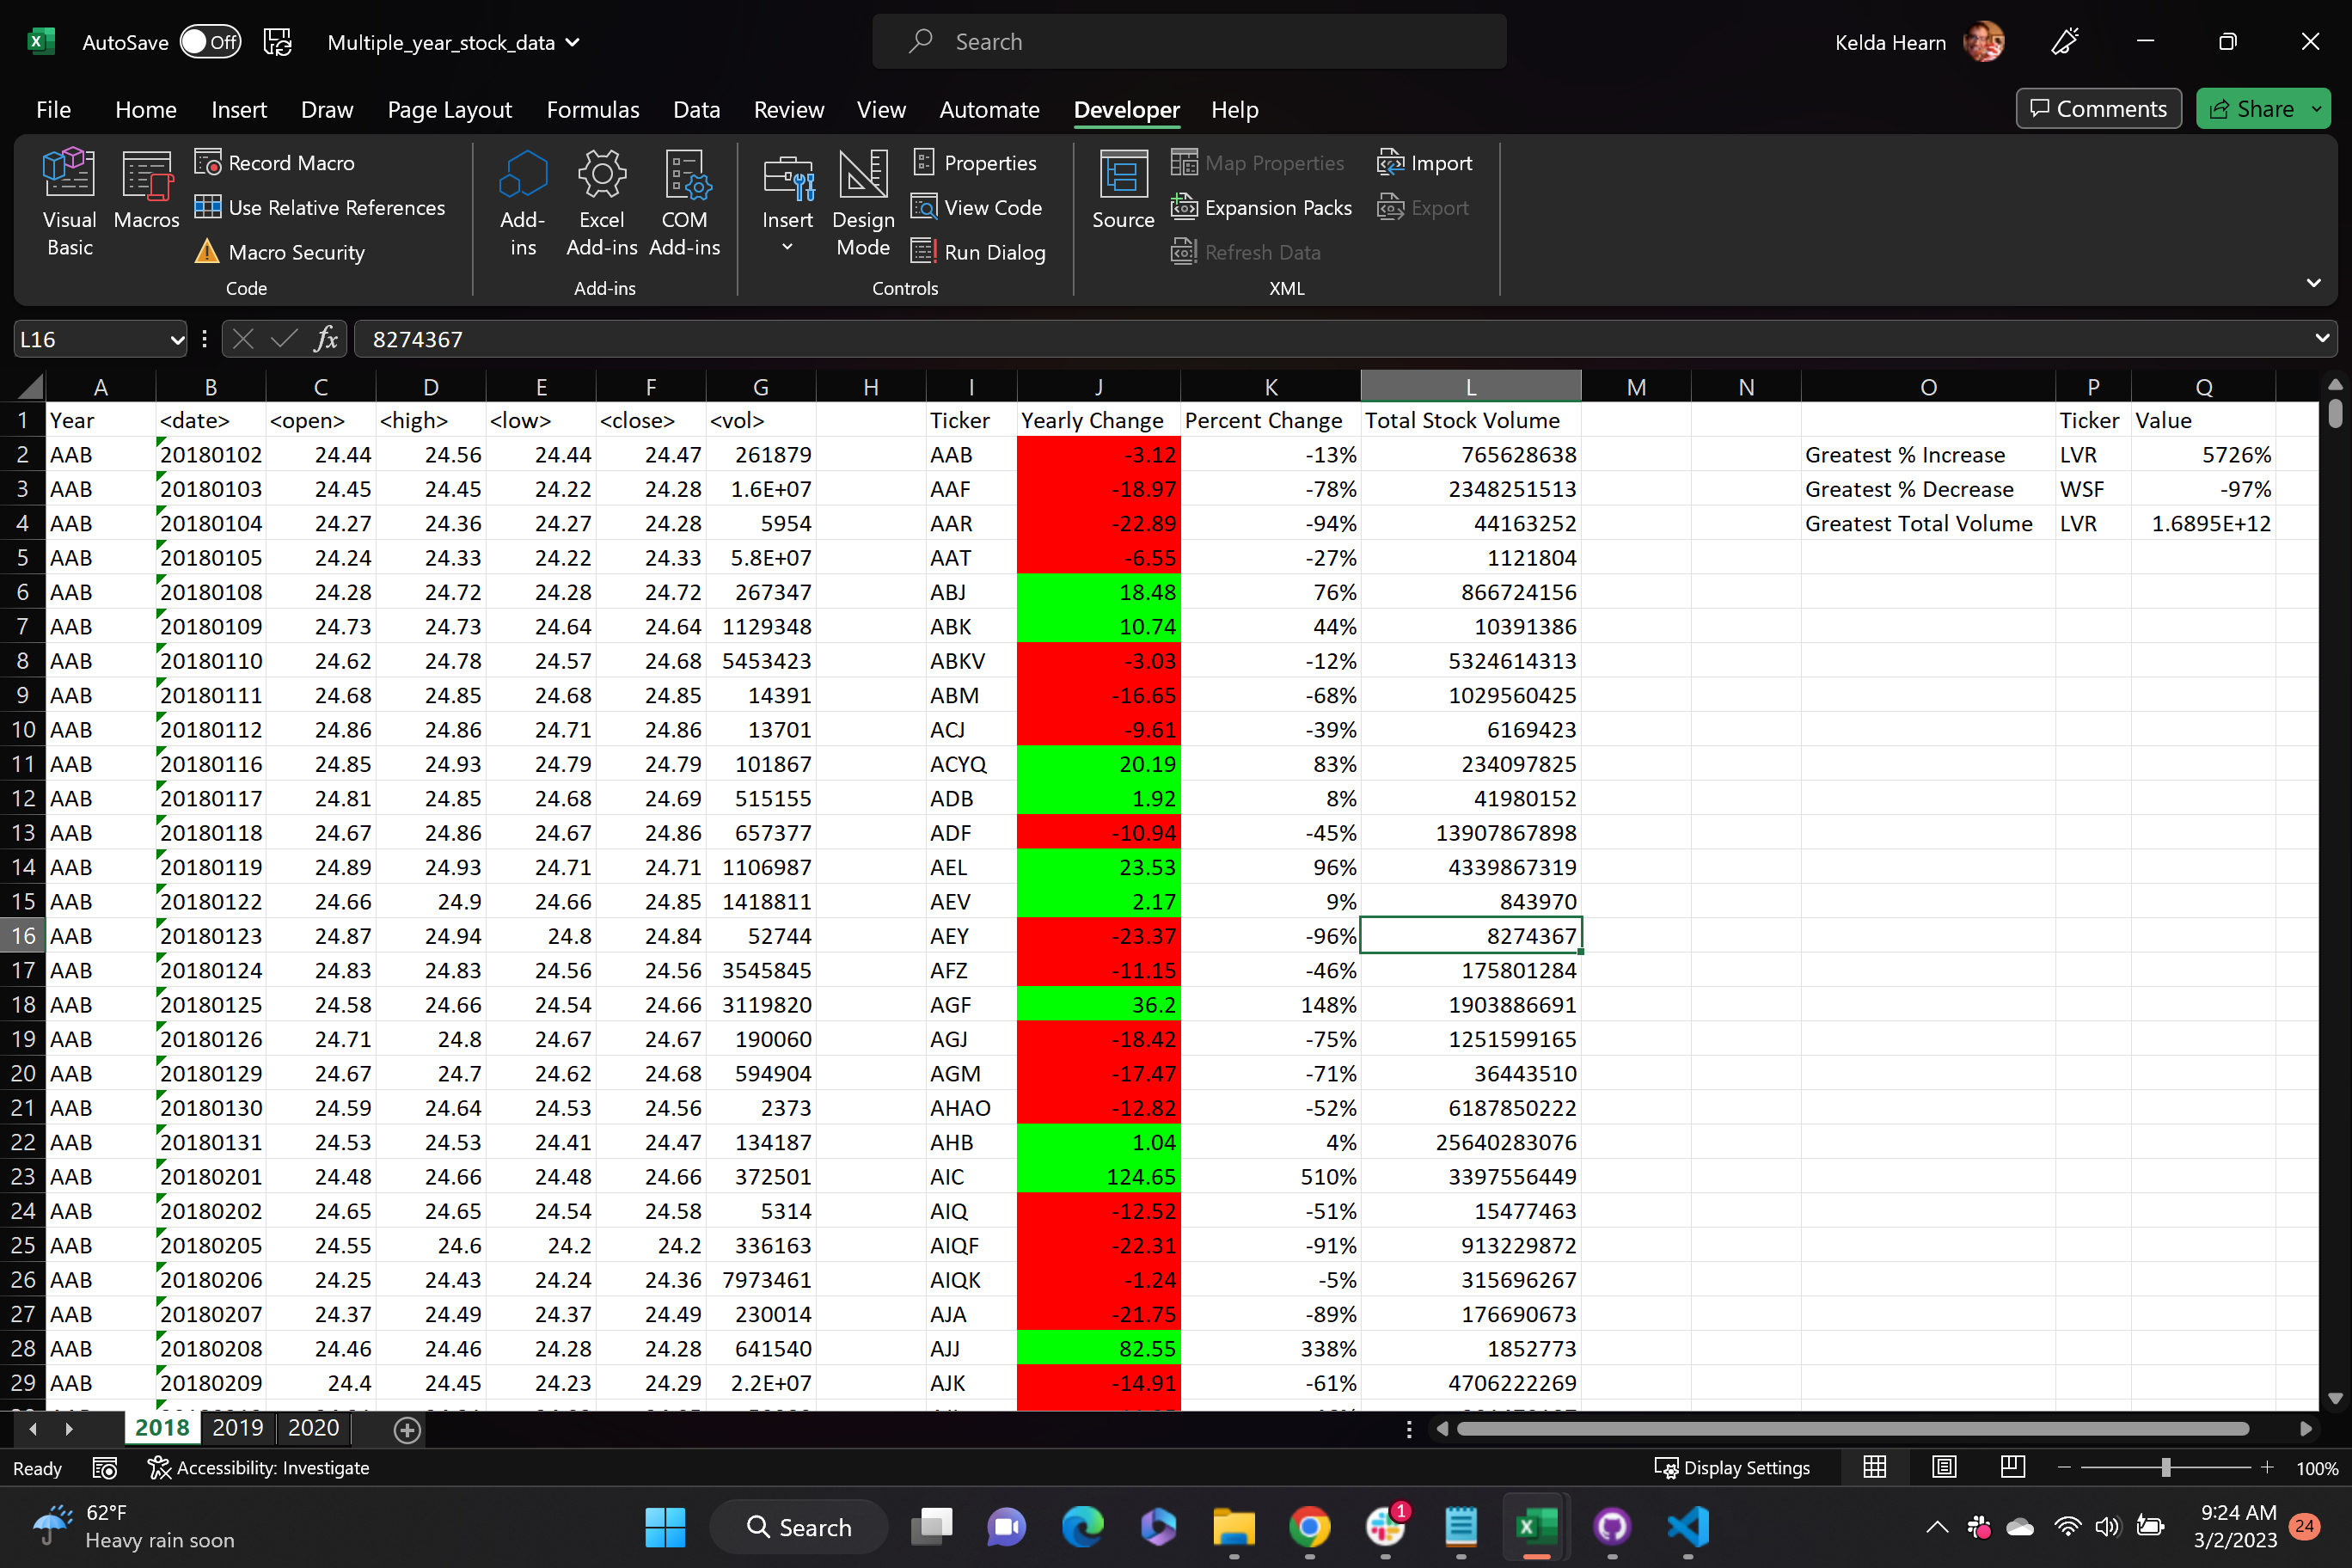 AutoSave Off Multiple_year_stock_data Search Kelda Hearn
File Home Insert Draw Page Layout Formulas Data Review View Automate Developer Help Comments Share
Visual Basic
Macros
Record Macro
Use Relative References
Macro Security
Code
Add-ins
Excel Add-ins
COM Add-ins
Add-ins
Insert
Design Mode
Properties
View Code
Run Dialog
Controls
Source
Map Properties
Expansion Packs
Refresh Data
Import
Export
XML
L16 fx 8274367
A B C D E F G H I J K L M N O P Q
1 Year <date> <open> <high> <low> <close> <vol> Ticker Yearly Change Percent Change Total Stock Volume Ticker Value
2 AAB 20180102 24.44 24.56 24.44 24.47 261879 AAB -3.12 -13% 765628638 Greatest % Increase LVR 5726%
3 AAB 20180103 24.45 24.45 24.22 24.28 1.6E+07 AAF -18.97 -78% 2348251513 Greatest % Decrease WSF -97%
4 AAB 20180104 24.27 24.36 24.27 24.28 5954 AAR -22.89 -94% 44163252 Greatest Total Volume LVR 1.6895E+12
5 AAB 20180105 24.24 24.33 24.22 24.33 5.8E+07 AAT -6.55 -27% 1121804
6 AAB 20180108 24.28 24.72 24.28 24.72 267347 ABJ 18.48 76% 866724156
7 AAB 20180109 24.73 24.73 24.64 24.64 1129348 ABK 10.74 44% 10391386
8 AAB 20180110 24.62 24.78 24.57 24.68 5453423 ABKV -3.03 -12% 5324614313
9 AAB 20180111 24.68 24.85 24.68 24.85 14391 ABM -16.65 -68% 1029560425
10 AAB 20180112 24.86 24.86 24.71 24.86 13701 ACJ -9.61 -39% 6169423
11 AAB 20180116 24.85 24.93 24.79 24.79 101867 ACYQ 20.19 83% 234097825
12 AAB 20180117 24.81 24.85 24.68 24.69 515155 ADB 1.92 8% 41980152
13 AAB 20180118 24.67 24.86 24.67 24.86 657377 ADF -10.94 -45% 13907867898
14 AAB 20180119 24.89 24.93 24.71 24.71 1106987 AEL 23.53 96% 4339867319
15 AAB 20180122 24.66 24.9 24.66 24.85 1418811 AEV 2.17 9% 843970
16 AAB 20180123 24.87 24.94 24.8 24.84 52744 AEY -23.37 -96% 8274367
17 AAB 20180124 24.83 24.83 24.56 24.56 3545845 AFZ -11.15 -46% 175801284
18 AAB 20180125 24.58 24.66 24.54 24.66 3119820 AGF 36.2 148% 1903886691
19 AAB 20180126 24.71 24.8 24.67 24.67 190060 AGJ -18.42 -75% 1251599165
20 AAB 20180129 24.67 24.7 24.62 24.68 594904 AGM -17.47 -71% 36443510
21 AAB 20180130 24.59 24.64 24.53 24.56 2373 AHAO -12.82 -52% 6187850222
22 AAB 20180131 24.53 24.53 24.41 24.47 134187 AHB 1.04 4% 25640283076
23 AAB 20180201 24.48 24.66 24.48 24.66 372501 AIC 124.65 510% 3397556449
24 AAB 20180202 24.65 24.65 24.54 24.58 5314 AIQ -12.52 -51% 15477463
25 AAB 20180205 24.55 24.6 24.2 24.2 336163 AIQF -22.31 -91% 913229872
26 AAB 20180206 24.25 24.43 24.24 24.36 7973461 AIQK -1.24 -5% 315696267
27 AAB 20180207 24.37 24.49 24.37 24.49 230014 AJA -21.75 -89% 176690673
28 AAB 20180208 24.46 24.46 24.28 24.28 641540 AJJ 82.55 338% 1852773
29 AAB 20180209 24.4 24.45 24.23 24.29 2.2E+07 AJK -14.91 -61% 4706222269
2018 2019 2020
Ready Accessibility: Investigate Display Settings 100%
62°F
Heavy rain soon
Search
1
9:24 AM
3/2/2023
24